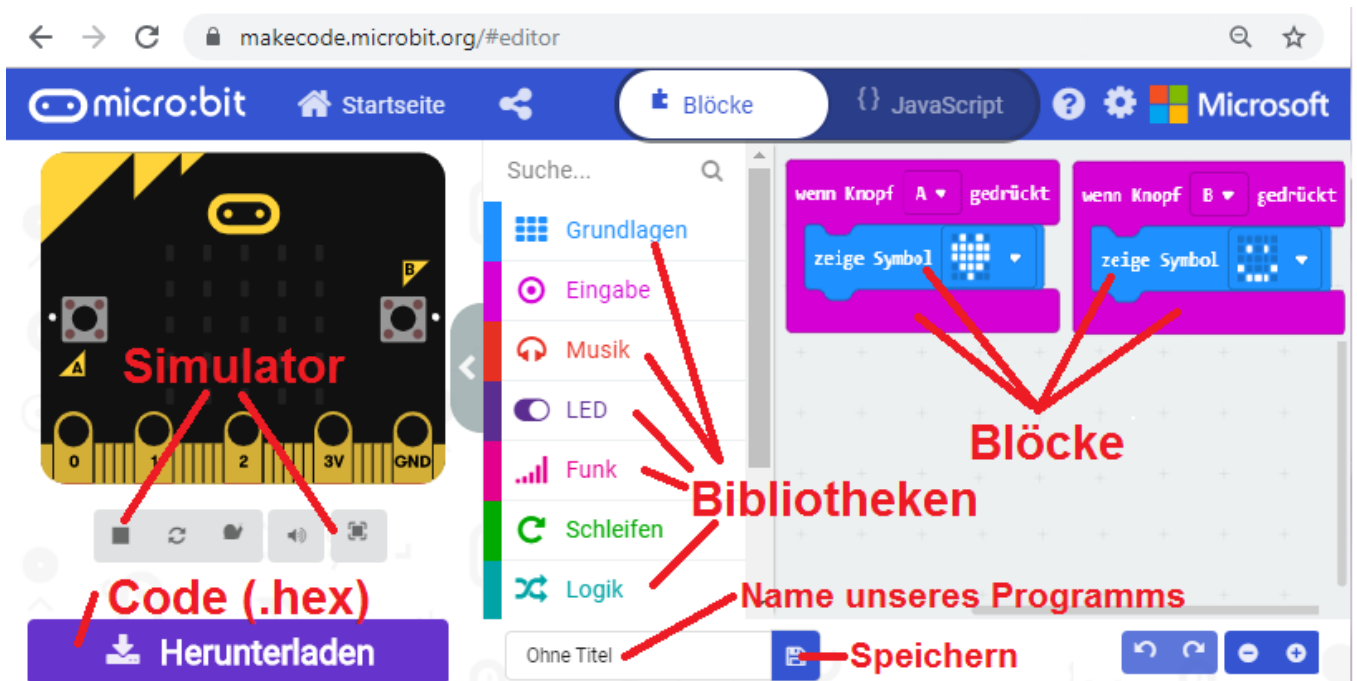 makecode.microbit.org/#editor
micro:bit
Startseite
Blöcke
{} JavaScript
Microsoft
Suche...
Grundlagen
Eingabe
Musik
LED
Funk
Schleifen
Logik
wenn Knopf A gedrückt
zeige Symbol
wenn Knopf B gedrückt
zeige Symbol
B
A
Simulator
0 1 2 3V GND
Blöcke
Bibliotheken
Code (.hex)
Name unseres Programms
Herunterladen
Ohne Titel
Speichern